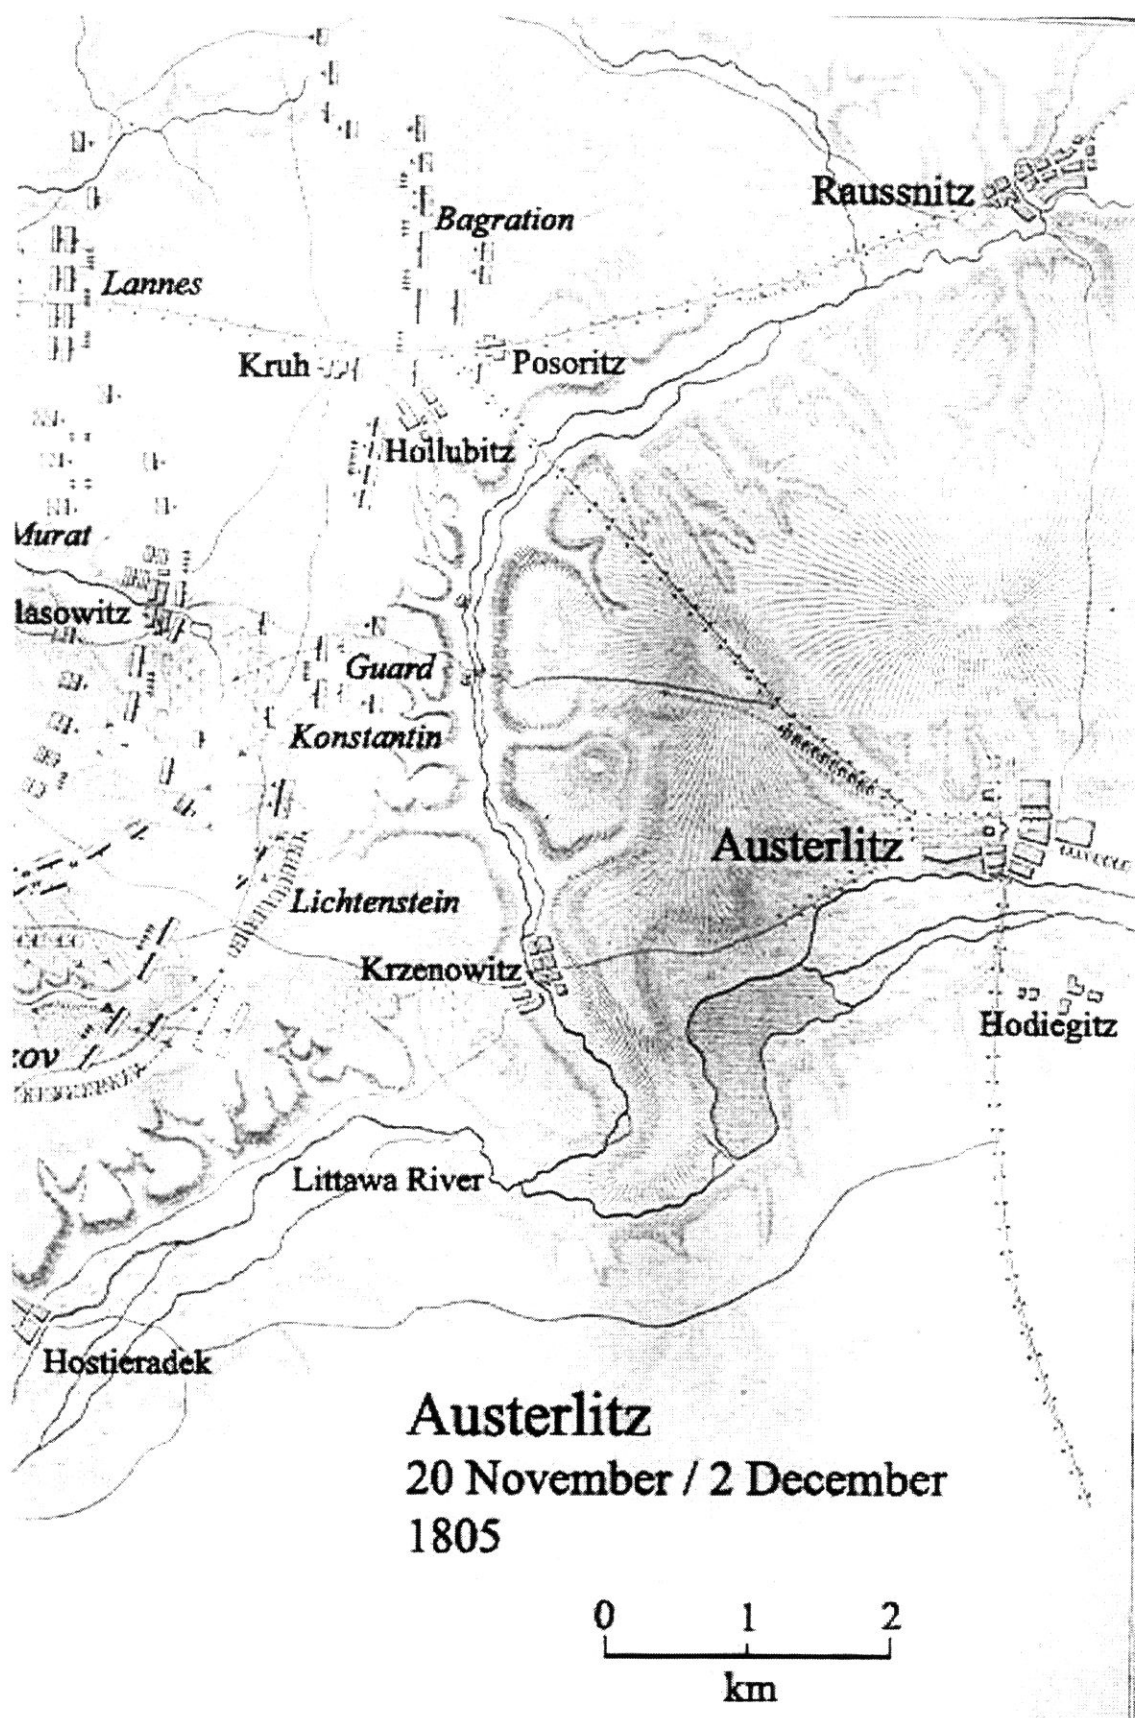 Raussnitz
Bagration
Lannes
Kruh
Posoritz
Hollubitz
Murat
lasowitz
Guard
Konstantin
Austerlitz
Lichtenstein
Krzenowitz
Hodiegitz
zov
Littawa River
Hostieradek
Austerlitz
20 November / 2 December
1805
0 1 2
km